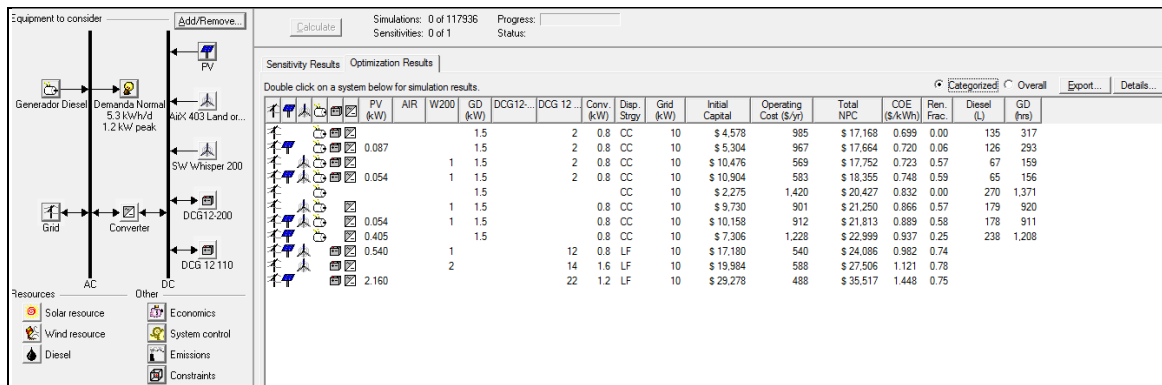 Equipment to consider
Add/Remove...
PV
Generador Diesel
Demanda Normal
5.3 kWh/d
1.2 kW peak
AirX 403 Land or...
SW Whisper 200
DCG12-200
Grid
Converter
DCG 12 110
AC
DC
Resources
Other
Solar resource
Economics
Wind resource
System control
Diesel
Emissions
Constraints
Calculate
Simulations: 0 of 117936
Progress:
Sensitivities: 0 of 1
Status:
Sensitivity Results
Optimization Results
Double click on a system below for simulation results.
Categorized
Overall
Export...
Details...
PV (kW) AIR W200 GD (kW) DCG12-... DCG 12 ... Conv. (kW) Disp. Strgy Grid (kW) Initial Capital Operating Cost ($/yr) Total NPC COE ($/kWh) Ren. Frac. Diesel (L) GD (hrs)
1.5 2 0.8 CC 10 $ 4,578 985 $ 17,168 0.699 0.00 135 317
0.087 1.5 2 0.8 CC 10 $ 5,304 967 $ 17,664 0.720 0.06 126 293
1 1.5 2 0.8 CC 10 $ 10,476 569 $ 17,752 0.723 0.57 67 159
0.054 1 1.5 2 0.8 CC 10 $ 10,904 583 $ 18,355 0.748 0.59 65 156
1.5 CC 10 $ 2,275 1,420 $ 20,427 0.832 0.00 270 1,371
1 1.5 0.8 CC 10 $ 9,730 901 $ 21,250 0.866 0.57 179 920
0.054 1 1.5 0.8 CC 10 $ 10,158 912 $ 21,813 0.889 0.58 178 911
0.405 1.5 0.8 CC 10 $ 7,306 1,228 $ 22,999 0.937 0.25 238 1,208
0.540 1 12 0.8 LF 10 $ 17,180 540 $ 24,086 0.982 0.74
2 14 1.6 LF 10 $ 19,984 588 $ 27,506 1.121 0.78
2.160 22 1.2 LF 10 $ 29,278 488 $ 35,517 1.448 0.75